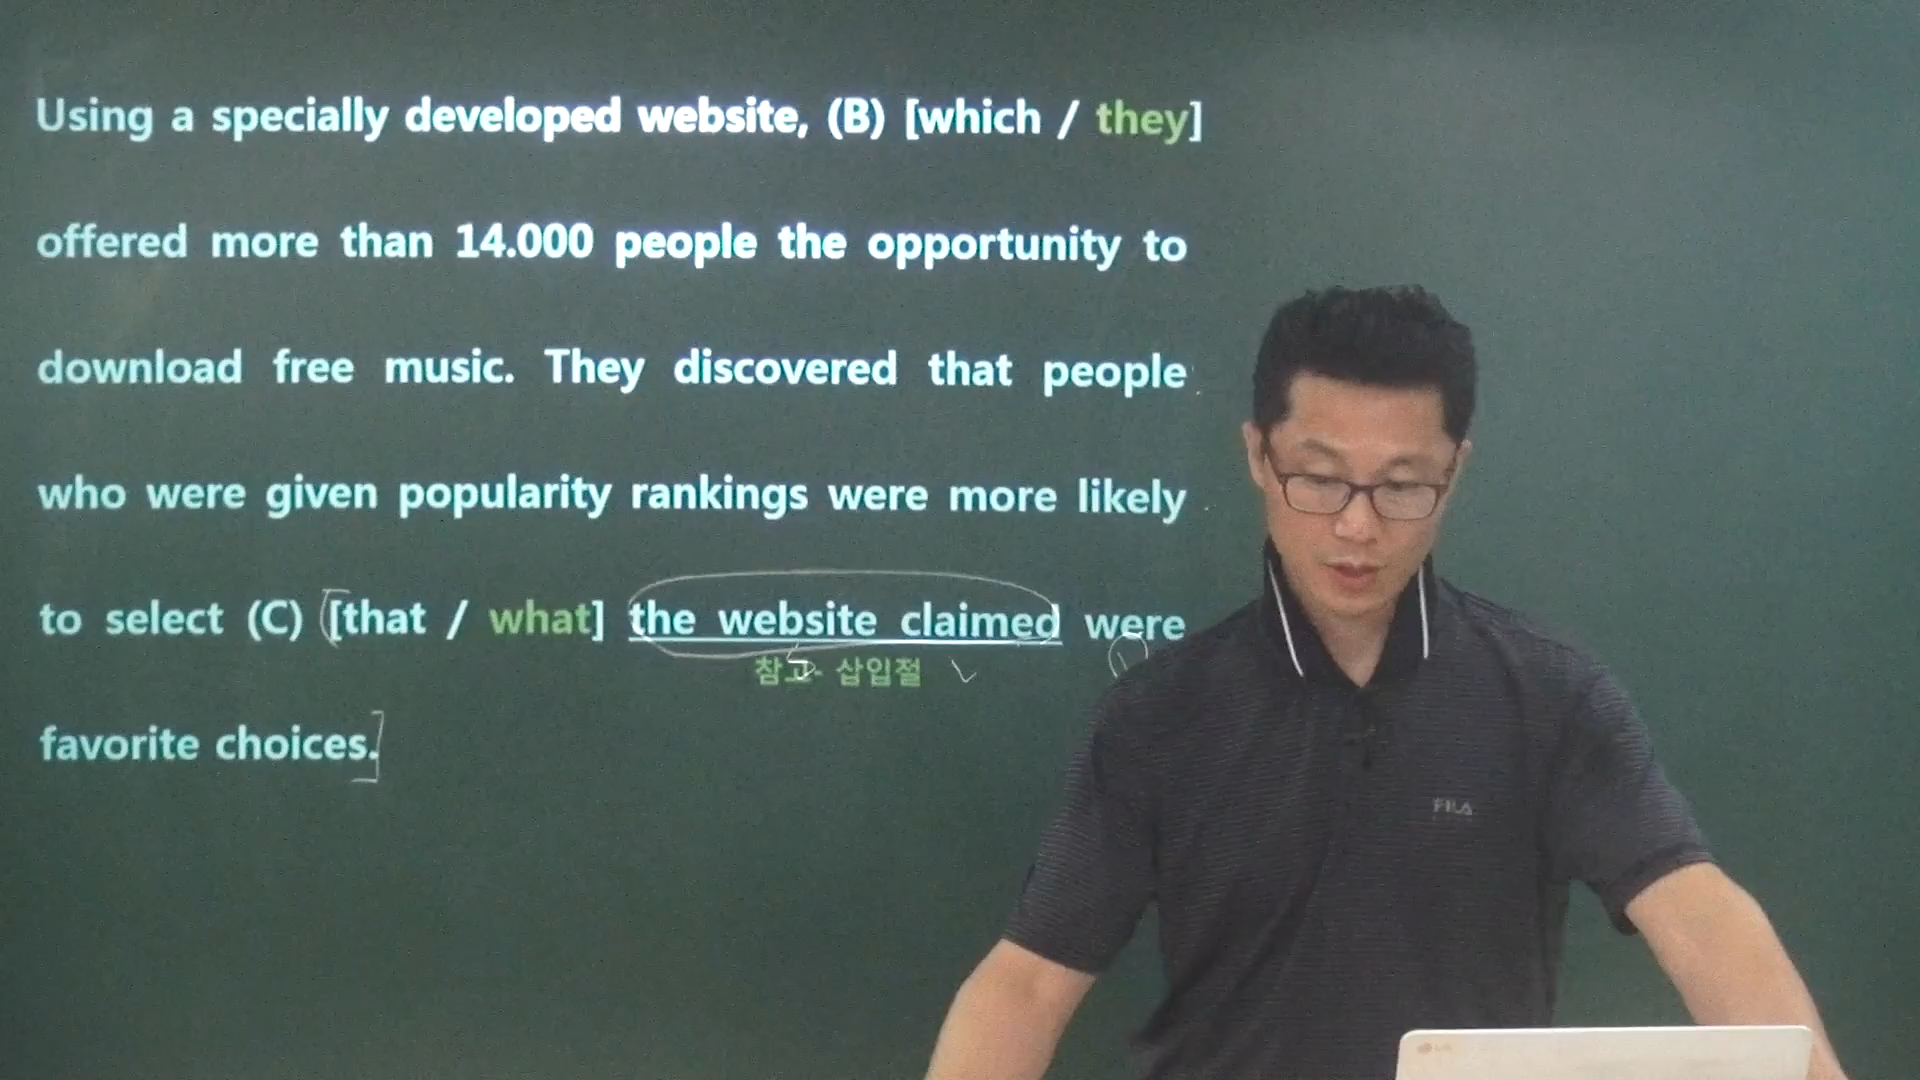 Using a specially developed website, (B) [which / they]
offered more than 14.000 people the opportunity to
download free music. They discovered that people
who were given popularity rankings were more likely
to select (C) [that / what] the website claimed were
참고- 삽입절
favorite choices.
FILA
LG